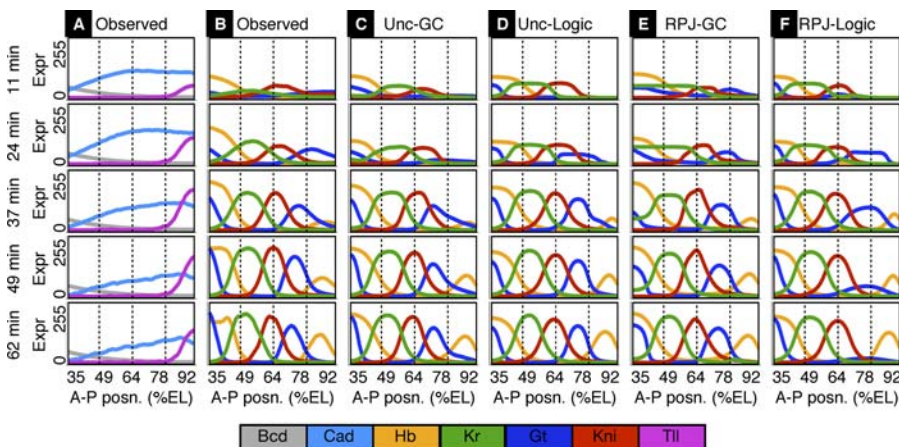 A Observed B Observed C Unc-GC D Unc-Logic E RPJ-GC F RPJ-Logic
11 min Expr 255 0
24 min Expr 255 0
37 min Expr 255 0
49 min Expr 255 0
62 min Expr 255 0
35 49 64 78 92 35 49 64 78 92 35 49 64 78 92 35 49 64 78 92 35 49 64 78 92 35 49 64 78 92
A-P posn. (%EL) A-P posn. (%EL) A-P posn. (%EL) A-P posn. (%EL) A-P posn. (%EL) A-P posn. (%EL)
Bcd Cad Hb Kr Gt Kni Tll